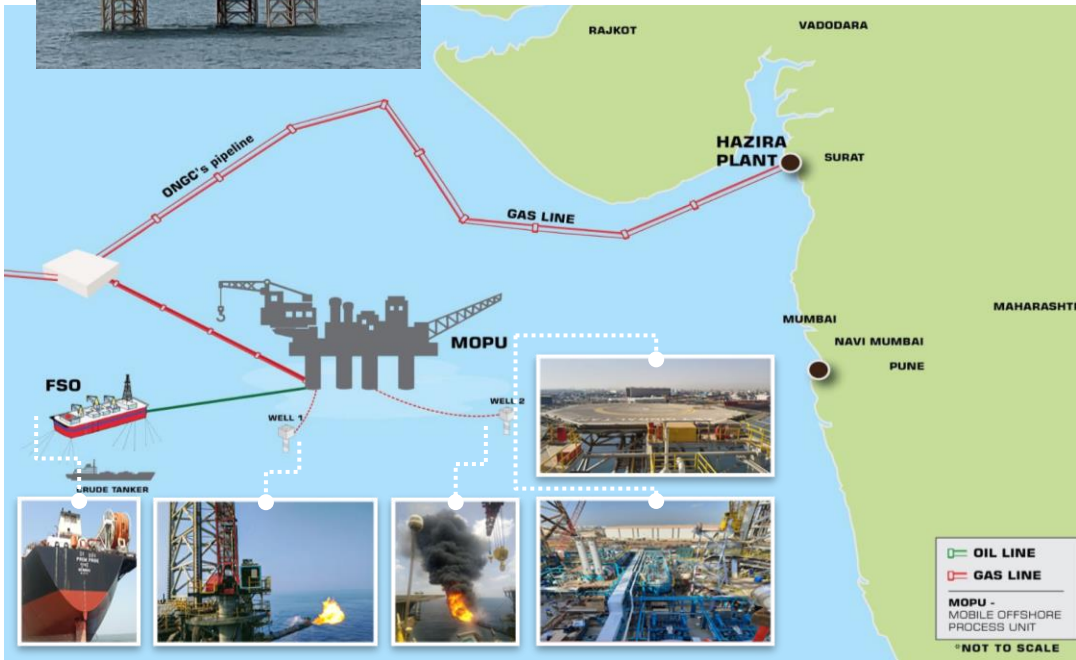 RAJKOT
VADODARA
HAZIRA
PLANT
SURAT
ONGC's pipeline
GAS LINE
MAHARASHT
MUMBAI
NAVI MUMBAI
PUNE
MOPU
FSO
WELL 1
WELL 2
CRUDE TANKER
OIL LINE
GAS LINE
MOPU -
MOBILE OFFSHORE
PROCESS UNIT
*NOT TO SCALE